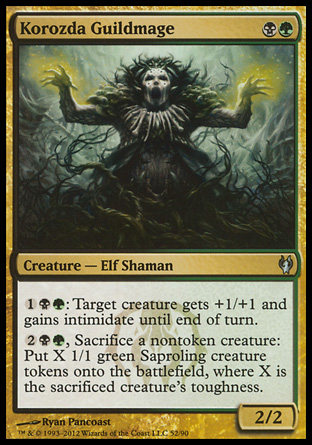 Korozda Guildmage
Creature — Elf Shaman
1: Target creature gets +1/+1 and
gains intimidate until end of turn.
2, Sacrifice a nontoken creature:
Put X 1/1 green Saproling creature
tokens onto the battlefield, where X is
the sacrificed creature's toughness.
Ryan Pancoast
™ & © 1993-2012 Wizards of the Coast LLC 52/90
2/2